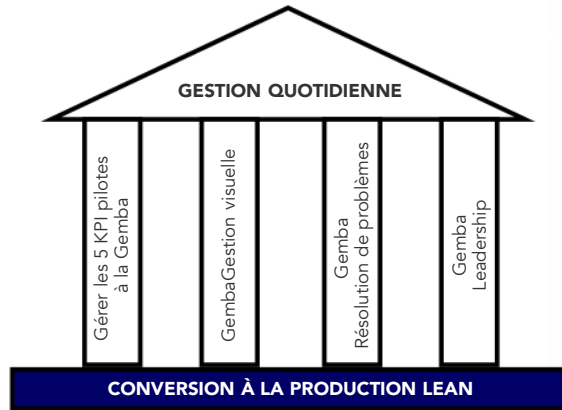 GESTION QUOTIDIENNE
Gérer les 5 KPI pilotes
à la Gemba
GembaGestion visuelle
Gemba
Résolution de problèmes
Gemba
Leadership
CONVERSION À LA PRODUCTION LEAN